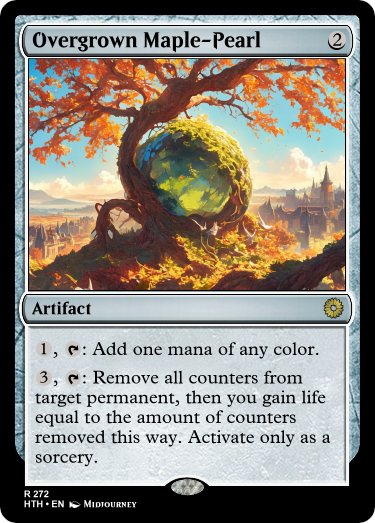 Overgrown Maple-Pearl 2
Artifact
1, T: Add one mana of any color.
3, T: Remove all counters from
target permanent, then you gain life
equal to the amount of counters
removed this way. Activate only as a
sorcery.
R 272
HTH • EN Midjourney